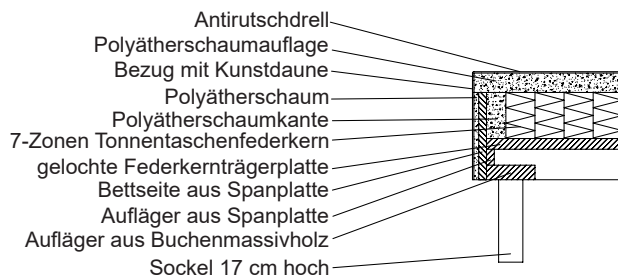 Antirutschdrell
Polyätherschaumauflage
Bezug mit Kunstdaune
Polyätherschaum
Polyätherschaumkante
7-Zonen Tonnentaschenfederkern
gelochte Federkernträgerplatte
Bettseite aus Spanplatte
Aufläger aus Spanplatte
Aufläger aus Buchenmassivholz
Sockel 17 cm hoch